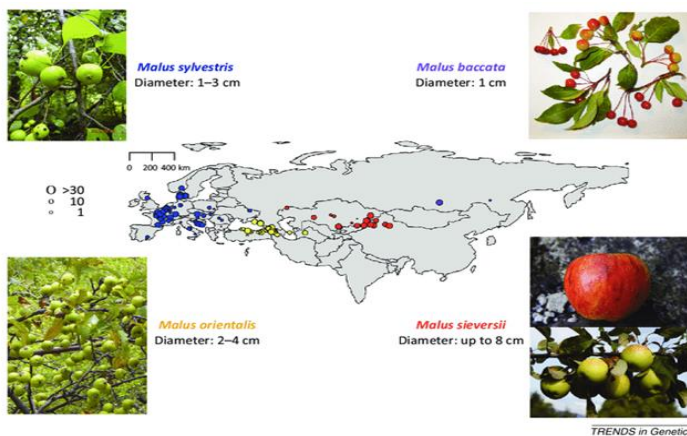 Malus sylvestris
Diameter: 1–3 cm
Malus baccata
Diameter: 1 cm
0 200 400 km
>30
10
1
Malus orientalis
Diameter: 2–4 cm
Malus sieversii
Diameter: up to 8 cm
TRENDS in Genetic